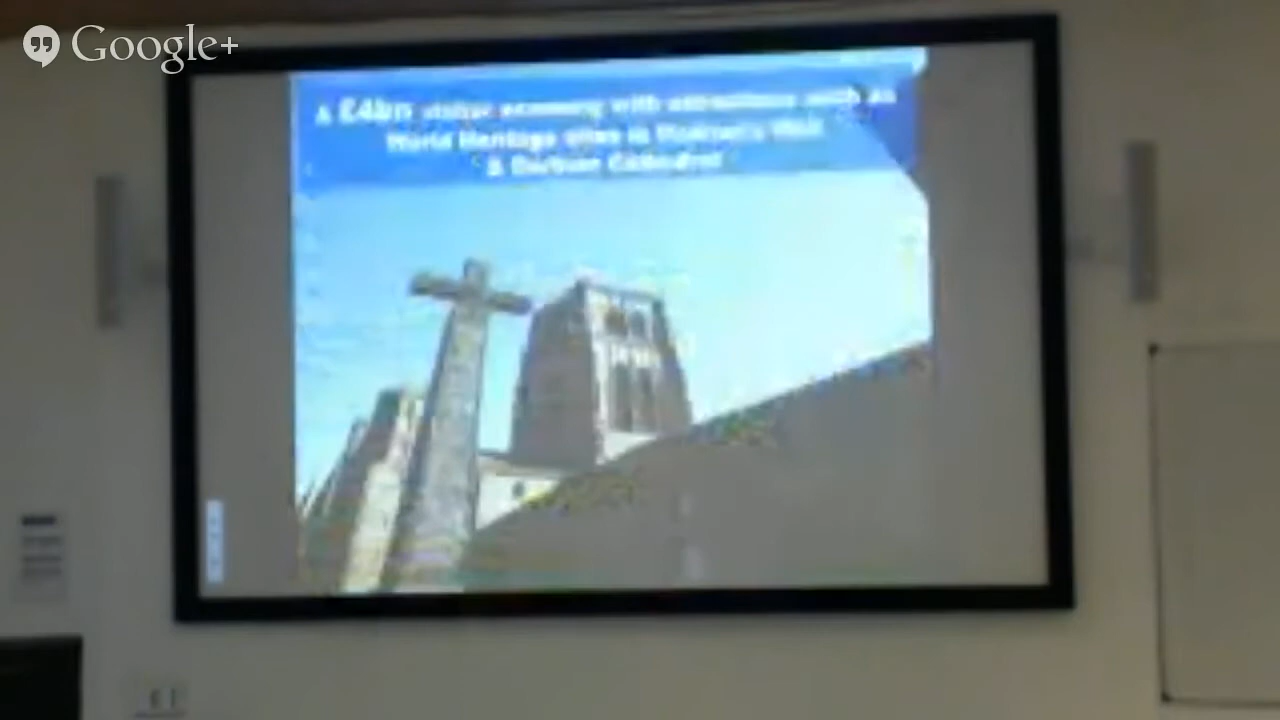 Google+
A £4bn visitor economy with attractions such as
World Heritage sites in Hadrian's Wall
& Durham Cathedral